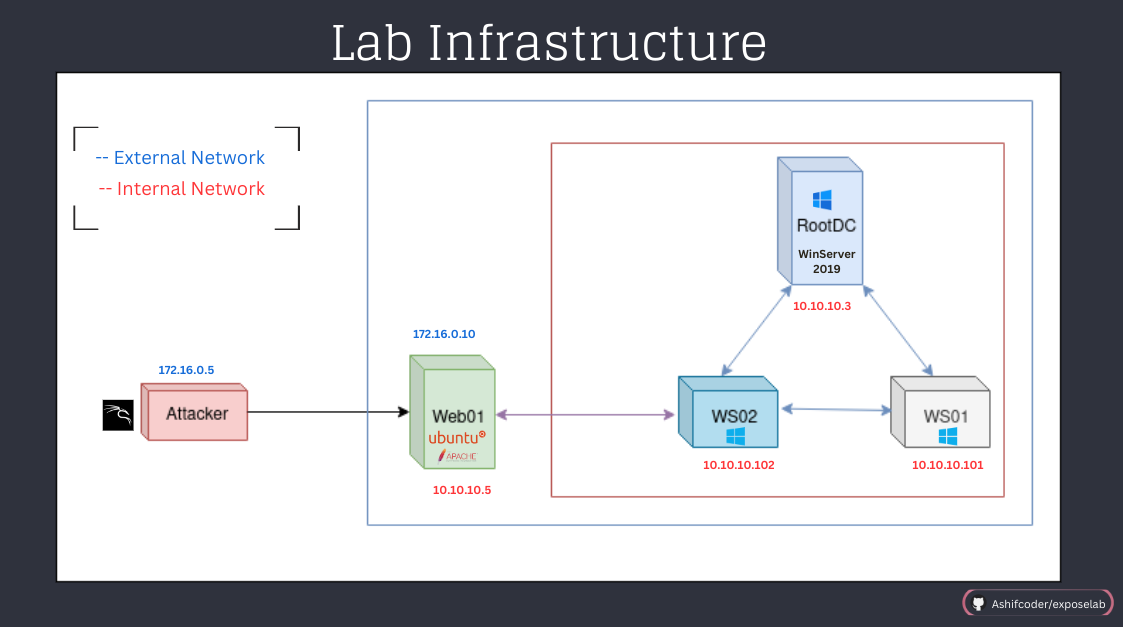 Lab Infrastructure
-- External Network
-- Internal Network
RootDC
WinServer
2019
10.10.10.3
172.16.0.10
172.16.0.5
Attacker
Web01
ubuntu®
APACHE
10.10.10.5
WS02
10.10.10.102
WS01
10.10.10.101
Ashifcoder/exposelab